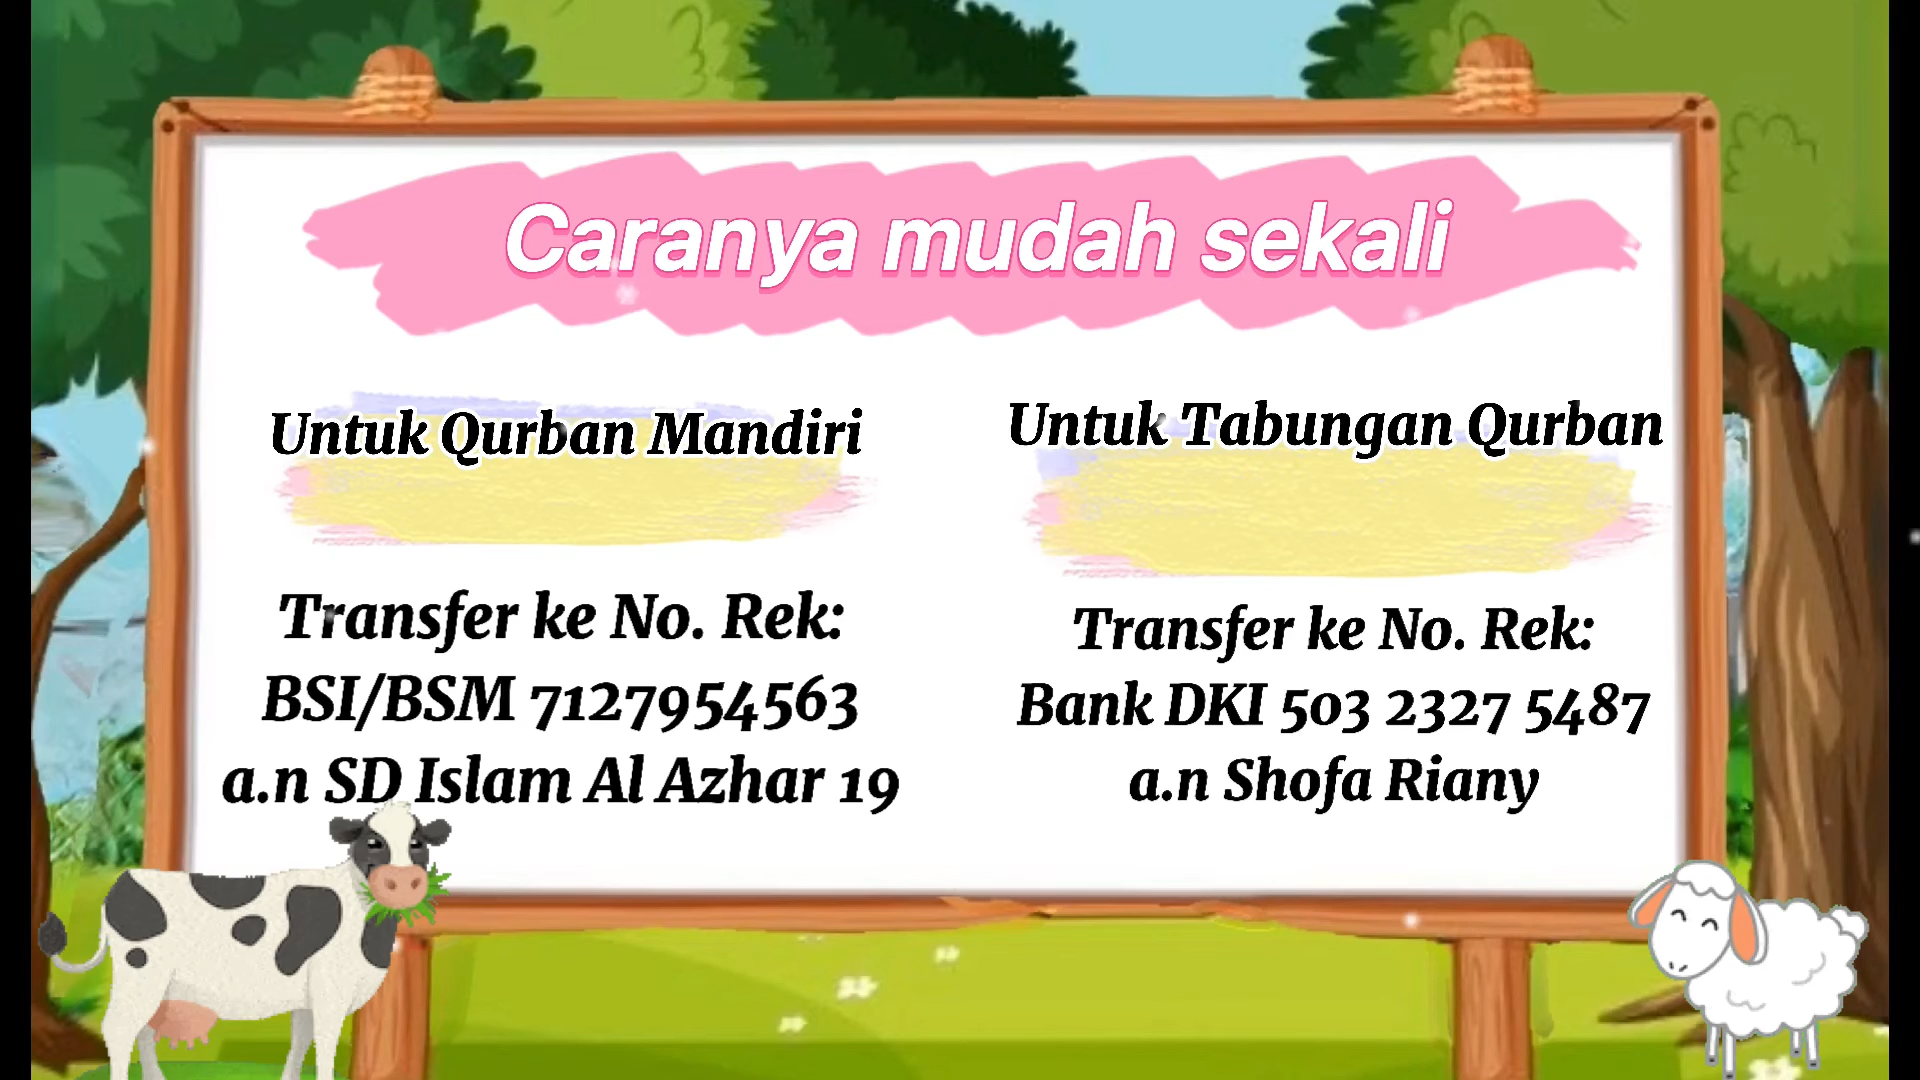 Caranya mudah sekali
Untuk Qurban Mandiri
Transfer ke No. Rek:
BSI/BSM 7127954563
a.n SD Islam Al Azhar 19
Untuk Tabungan Qurban
Transfer ke No. Rek:
Bank DKI 503 2327 5487
a.n Shofa Riany